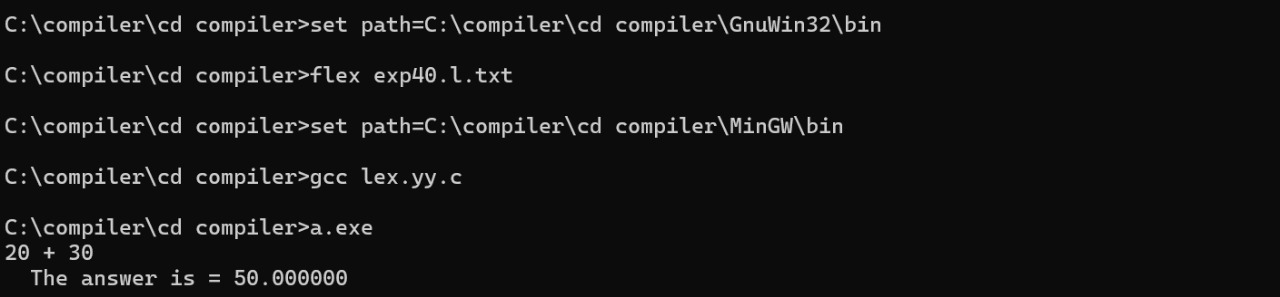 C:\compiler\cd compiler>set path=C:\compiler\cd compiler\GnuWin32\bin
C:\compiler\cd compiler>flex exp40.l.txt
C:\compiler\cd compiler>set path=C:\compiler\cd compiler\MinGW\bin
C:\compiler\cd compiler>gcc lex.yy.c
C:\compiler\cd compiler>a.exe
20 + 30
  The answer is = 50.000000